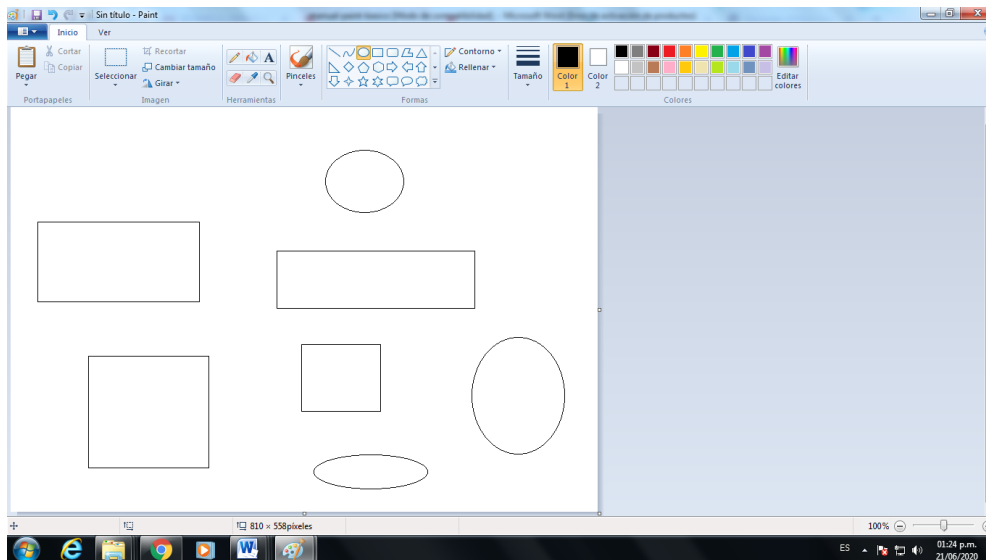 Sin título - Paint
Inicio Ver
Pegar
Cortar
Copiar
Portapapeles
Seleccionar
Recortar
Cambiar tamaño
Girar
Imagen
A
Herramientas
Pinceles
Contorno
Rellenar
Formas
Tamaño
Color
1
Color
2
Editar
colores
Colores
810 × 558píxeles
100%
W
ES
01:24 p.m.
21/06/2020